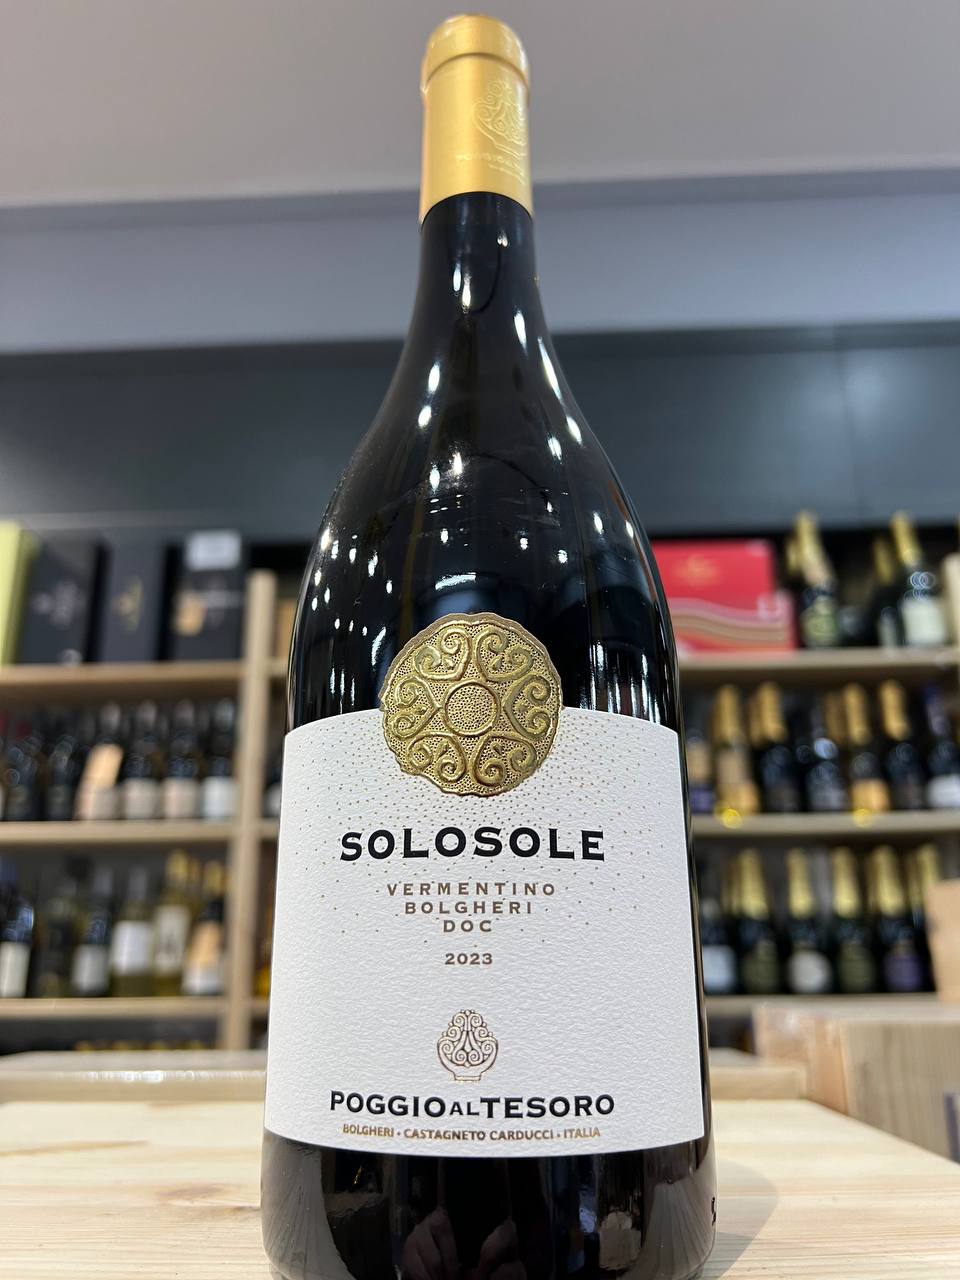 SOLOSOLE
VERMENTINO
BOLGHERI
DOC
2023
POGGIO AL TESORO
BOLGHERI • CASTAGNETO CARDUCCI • ITALIA